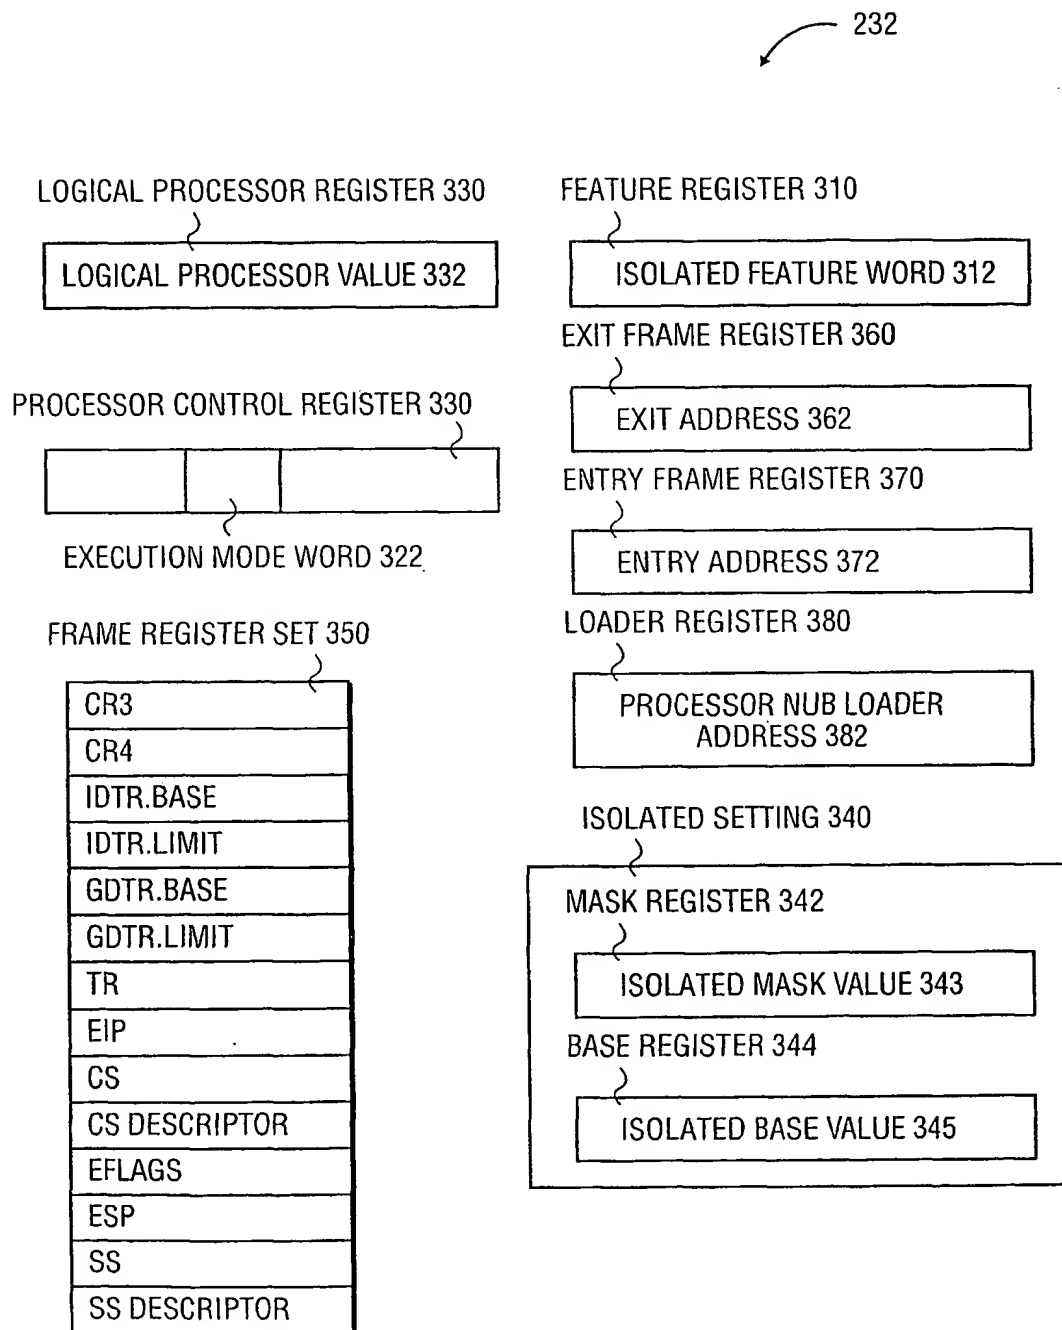 232
LOGICAL PROCESSOR REGISTER 330
LOGICAL PROCESSOR VALUE 332
PROCESSOR CONTROL REGISTER 330
EXECUTION MODE WORD 322
FRAME REGISTER SET 350
CR3
CR4
IDTR.BASE
IDTR.LIMIT
GDTR.BASE
GDTR.LIMIT
TR
EIP
CS
CS DESCRIPTOR
EFLAGS
ESP
SS
SS DESCRIPTOR
FEATURE REGISTER 310
ISOLATED FEATURE WORD 312
EXIT FRAME REGISTER 360
EXIT ADDRESS 362
ENTRY FRAME REGISTER 370
ENTRY ADDRESS 372
LOADER REGISTER 380
PROCESSOR NUB LOADER
ADDRESS 382
ISOLATED SETTING 340
MASK REGISTER 342
ISOLATED MASK VALUE 343
BASE REGISTER 344
ISOLATED BASE VALUE 345